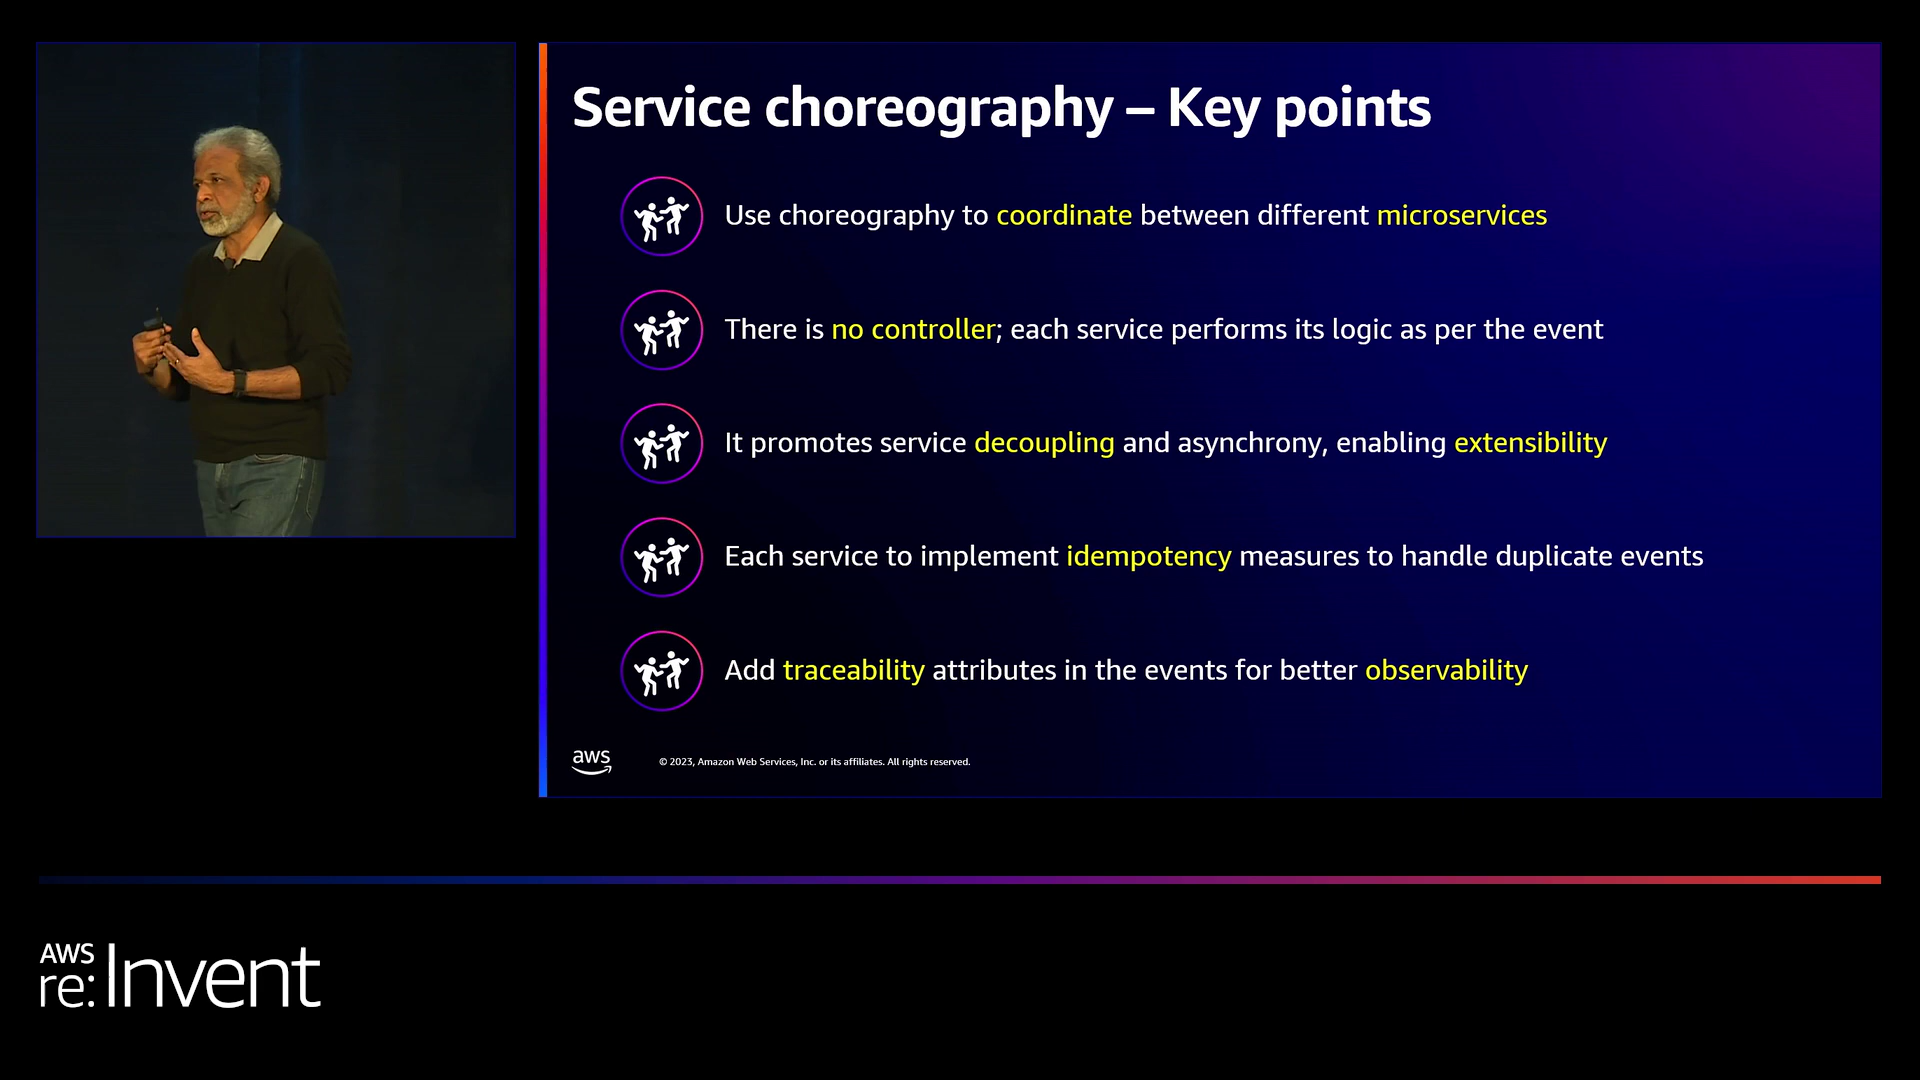 Service choreography – Key points
Use choreography to coordinate between different microservices
There is no controller; each service performs its logic as per the event
It promotes service decoupling and asynchrony, enabling extensibility
Each service to implement idempotency measures to handle duplicate events
Add traceability attributes in the events for better observability
aws
© 2023, Amazon Web Services, Inc. or its affiliates. All rights reserved.
AWS
re:Invent